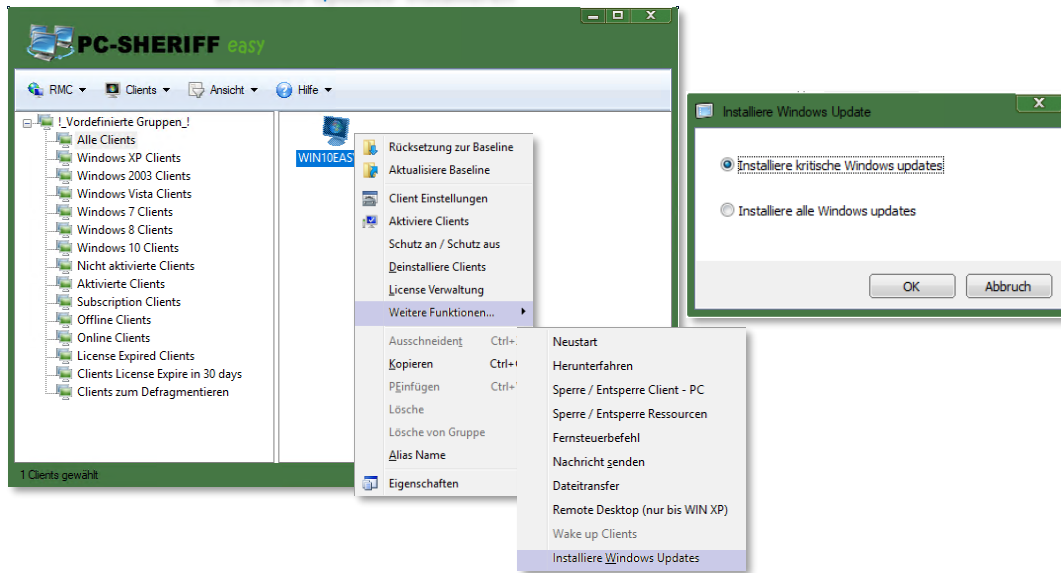 PC-SHERIFF easy
RMC Clients Ansicht Hilfe
!_Vordefinierte Gruppen_!
Alle Clients
Windows XP Clients
Windows 2003 Clients
Windows Vista Clients
Windows 7 Clients
Windows 8 Clients
Windows 10 Clients
Nicht aktivierte Clients
Aktivierte Clients
Subscription Clients
Offline Clients
Online Clients
License Expired Clients
Clients License Expire in 30 days
Clients zum Defragmentieren
1 Clients gewählt
WIN10EAS
Rücksetzung zur Baseline
Aktualisiere Baseline
Client Einstellungen
Aktiviere Clients
Schutz an / Schutz aus
Deinstalliere Clients
License Verwaltung
Weitere Funktionen...
Ausschneident Ctrl+
Kopieren Ctrl+
PEinfügen Ctrl+
Lösche
Lösche von Gruppe
Alias Name
Eigenschaften
Neustart
Herunterfahren
Sperre / Entsperre Client - PC
Sperre / Entsperre Ressourcen
Fernsteuerbefehl
Nachricht senden
Dateitransfer
Remote Desktop (nur bis WIN XP)
Wake up Clients
Installiere Windows Updates
Installiere Windows Update
Installiere kritische Windows updates
Installiere alle Windows updates
OK Abbruch